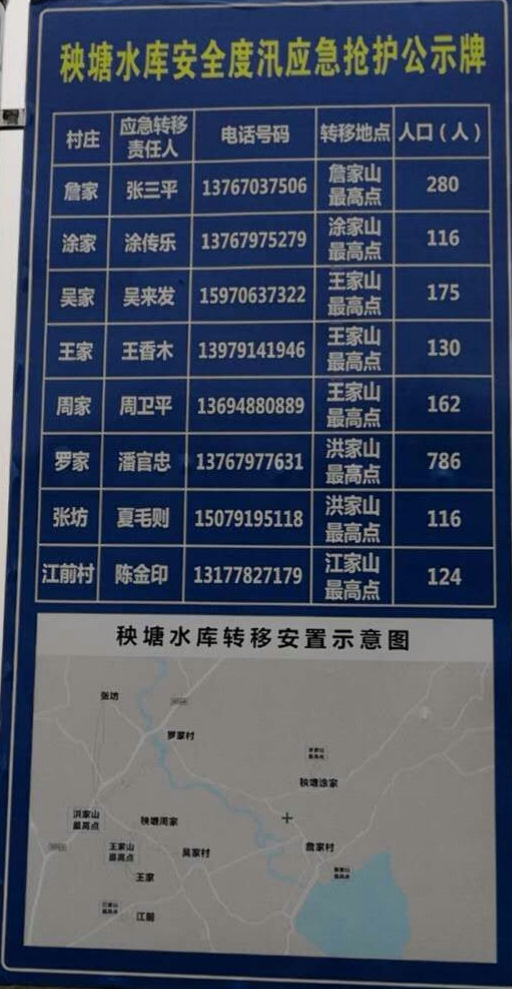 秧塘水库安全度汛应急抢护公示牌
村庄 应急转移责任人 电话号码 转移地点 人口（人）
詹家 张三平 13767037506 詹家山最高点 280
涂家 涂传乐 13767975279 涂家山最高点 116
吴家 吴来发 15970637322 王家山最高点 175
王家 王香木 13979141946 王家山最高点 130
周家 周卫平 13694880889 王家山最高点 162
罗家 潘官忠 13767977631 洪家山最高点 786
张坊 夏毛则 15079195118 洪家山最高点 116
江前村 陈金印 13177827179 江家山最高点 124
秧塘水库转移安置示意图
张坊
罗家村
秧塘涂家
洪家山
最高点
秧塘周家
王家山
最高点
吴家村
詹家村
王家
江前